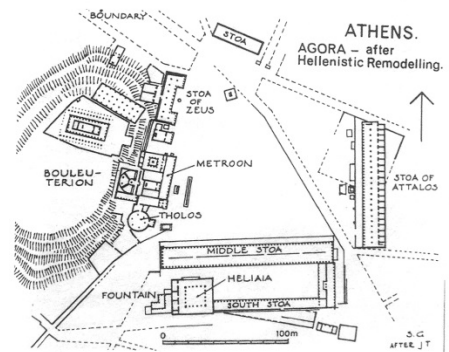 BOUNDARY
STOA
ATHENS.
AGORA – after
Hellenistic Remodelling.
STOA
OF
ZEUS
METROON
BOULEU-
TERION
THOLOS
STOA OF
ATTALOS
MIDDLE STOA
HELIAIA
FOUNTAIN
SOUTH STOA
0
100m
S.G.
AFTER J T